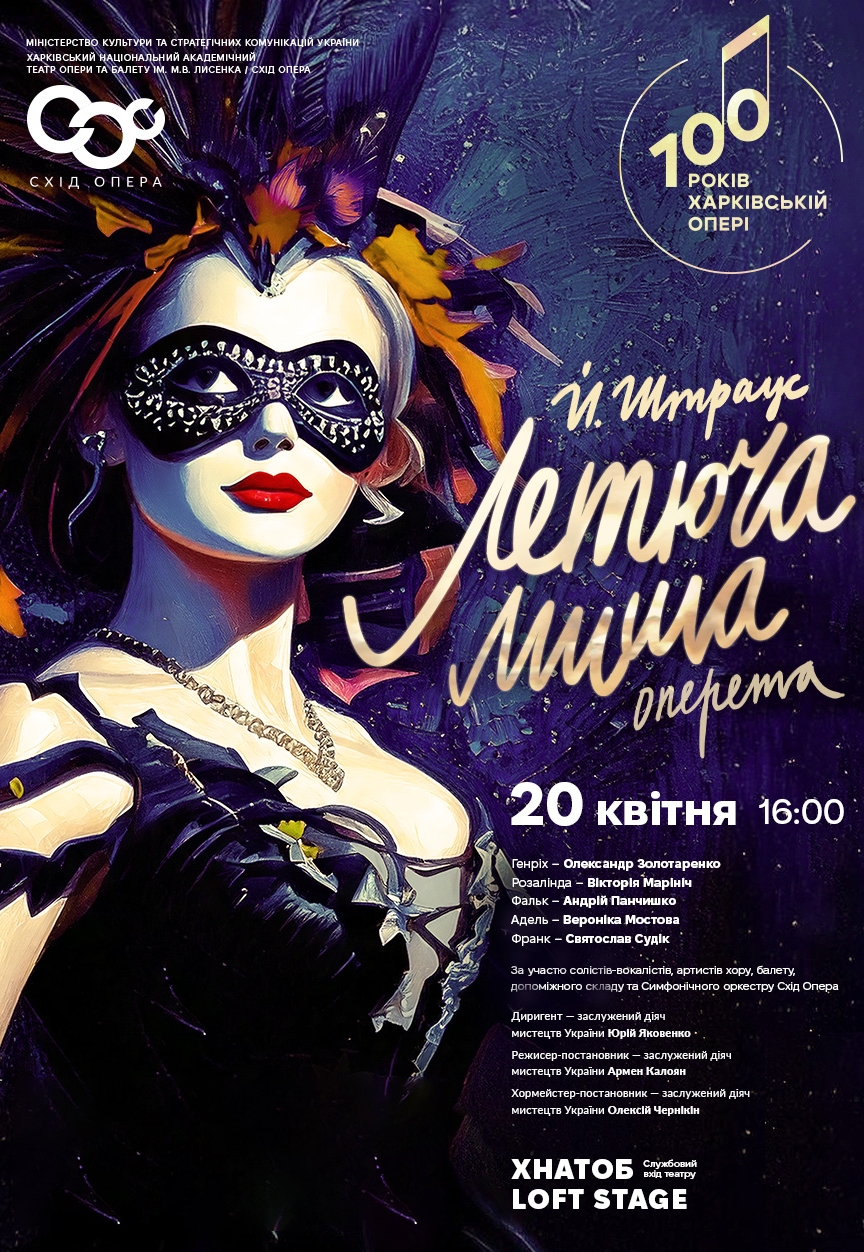 МІНІСТЕРСТВО КУЛЬТУРИ ТА СТРАТЕГІЧНИХ КОМУНІКАЦІЙ УКРАЇНИ
ХАРКІВСЬКИЙ НАЦІОНАЛЬНИЙ АКАДЕМІЧНИЙ
ТЕАТР ОПЕРИ ТА БАЛЕТУ ІМ. М.В. ЛИСЕНКА / СХІД ОПЕРА
СХІД ОПЕРА
100
РОКІВ
ХАРКІВСЬКІЙ
ОПЕРІ
Й. Штраус
Летюча
миша
оперета
20 квітня 16:00
Генріх – Олександр Золотаренко
Розалінда – Вікторія Марініч
Фальк – Андрій Панчишко
Адель – Вероніка Мостова
Франк – Святослав Судік
За участю солістів-вокалістів, артистів хору, балету,
допоміжного складу та Симфонічного оркестру Схід Опера
Диригент — заслужений діяч
мистецтв України Юрій Яковенко
Режисер-постановник — заслужений діяч
мистецтв України Армен Калоян
Хормейстер-постановник — заслужений діяч
мистецтв України Олексій Чернікін
ХНАТОБ Службовий
вхід театру
LOFT STAGE